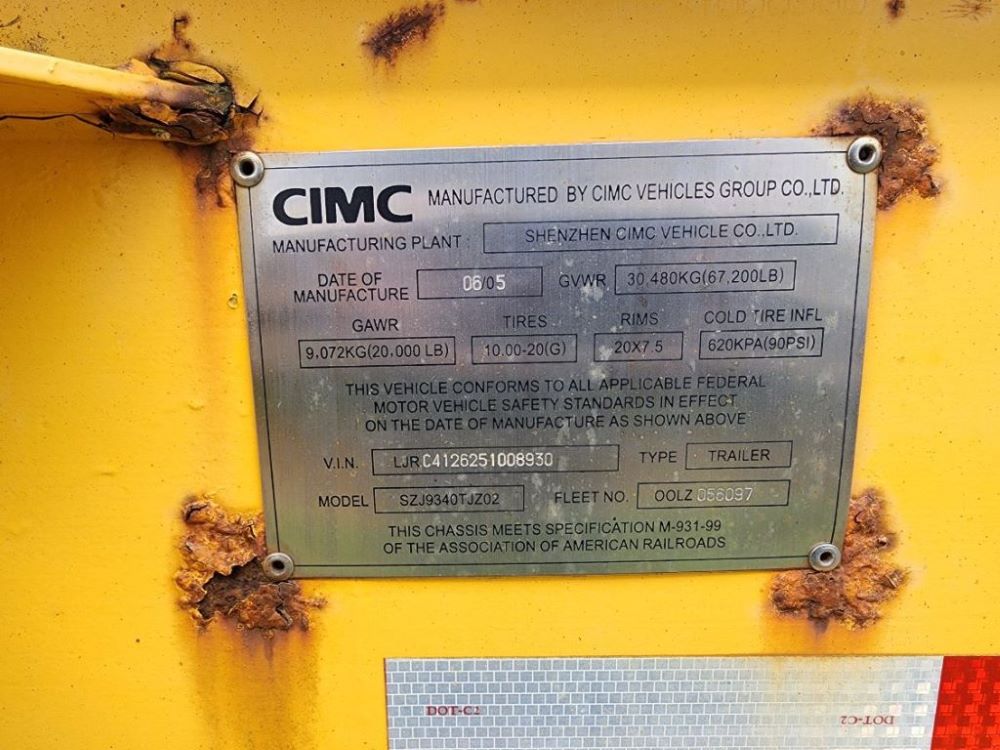 CIMC MANUFACTURED BY CIMC VEHICLES GROUP CO.,LTD.
MANUFACTURING PLANT : SHENZHEN CIMC VEHICLE CO.,LTD.
DATE OF MANUFACTURE 06/05 GVWR 30,480KG(67,200LB)
GAWR TIRES RIMS COLD TIRE INFL
9,072KG(20,000 LB) 10.00-20(G) 20X7.5 620KPA(90PSI)
THIS VEHICLE CONFORMS TO ALL APPLICABLE FEDERAL
MOTOR VEHICLE SAFETY STANDARDS IN EFFECT
ON THE DATE OF MANUFACTURE AS SHOWN ABOVE
V.I.N. LJRC4126251008930 TYPE TRAILER
MODEL SZJ9340TJZ02 FLEET NO. OOLZ 056097
THIS CHASSIS MEETS SPECIFICATION M-931-99
OF THE ASSOCIATION OF AMERICAN RAILROADS
DOT-C2 DOT-C2